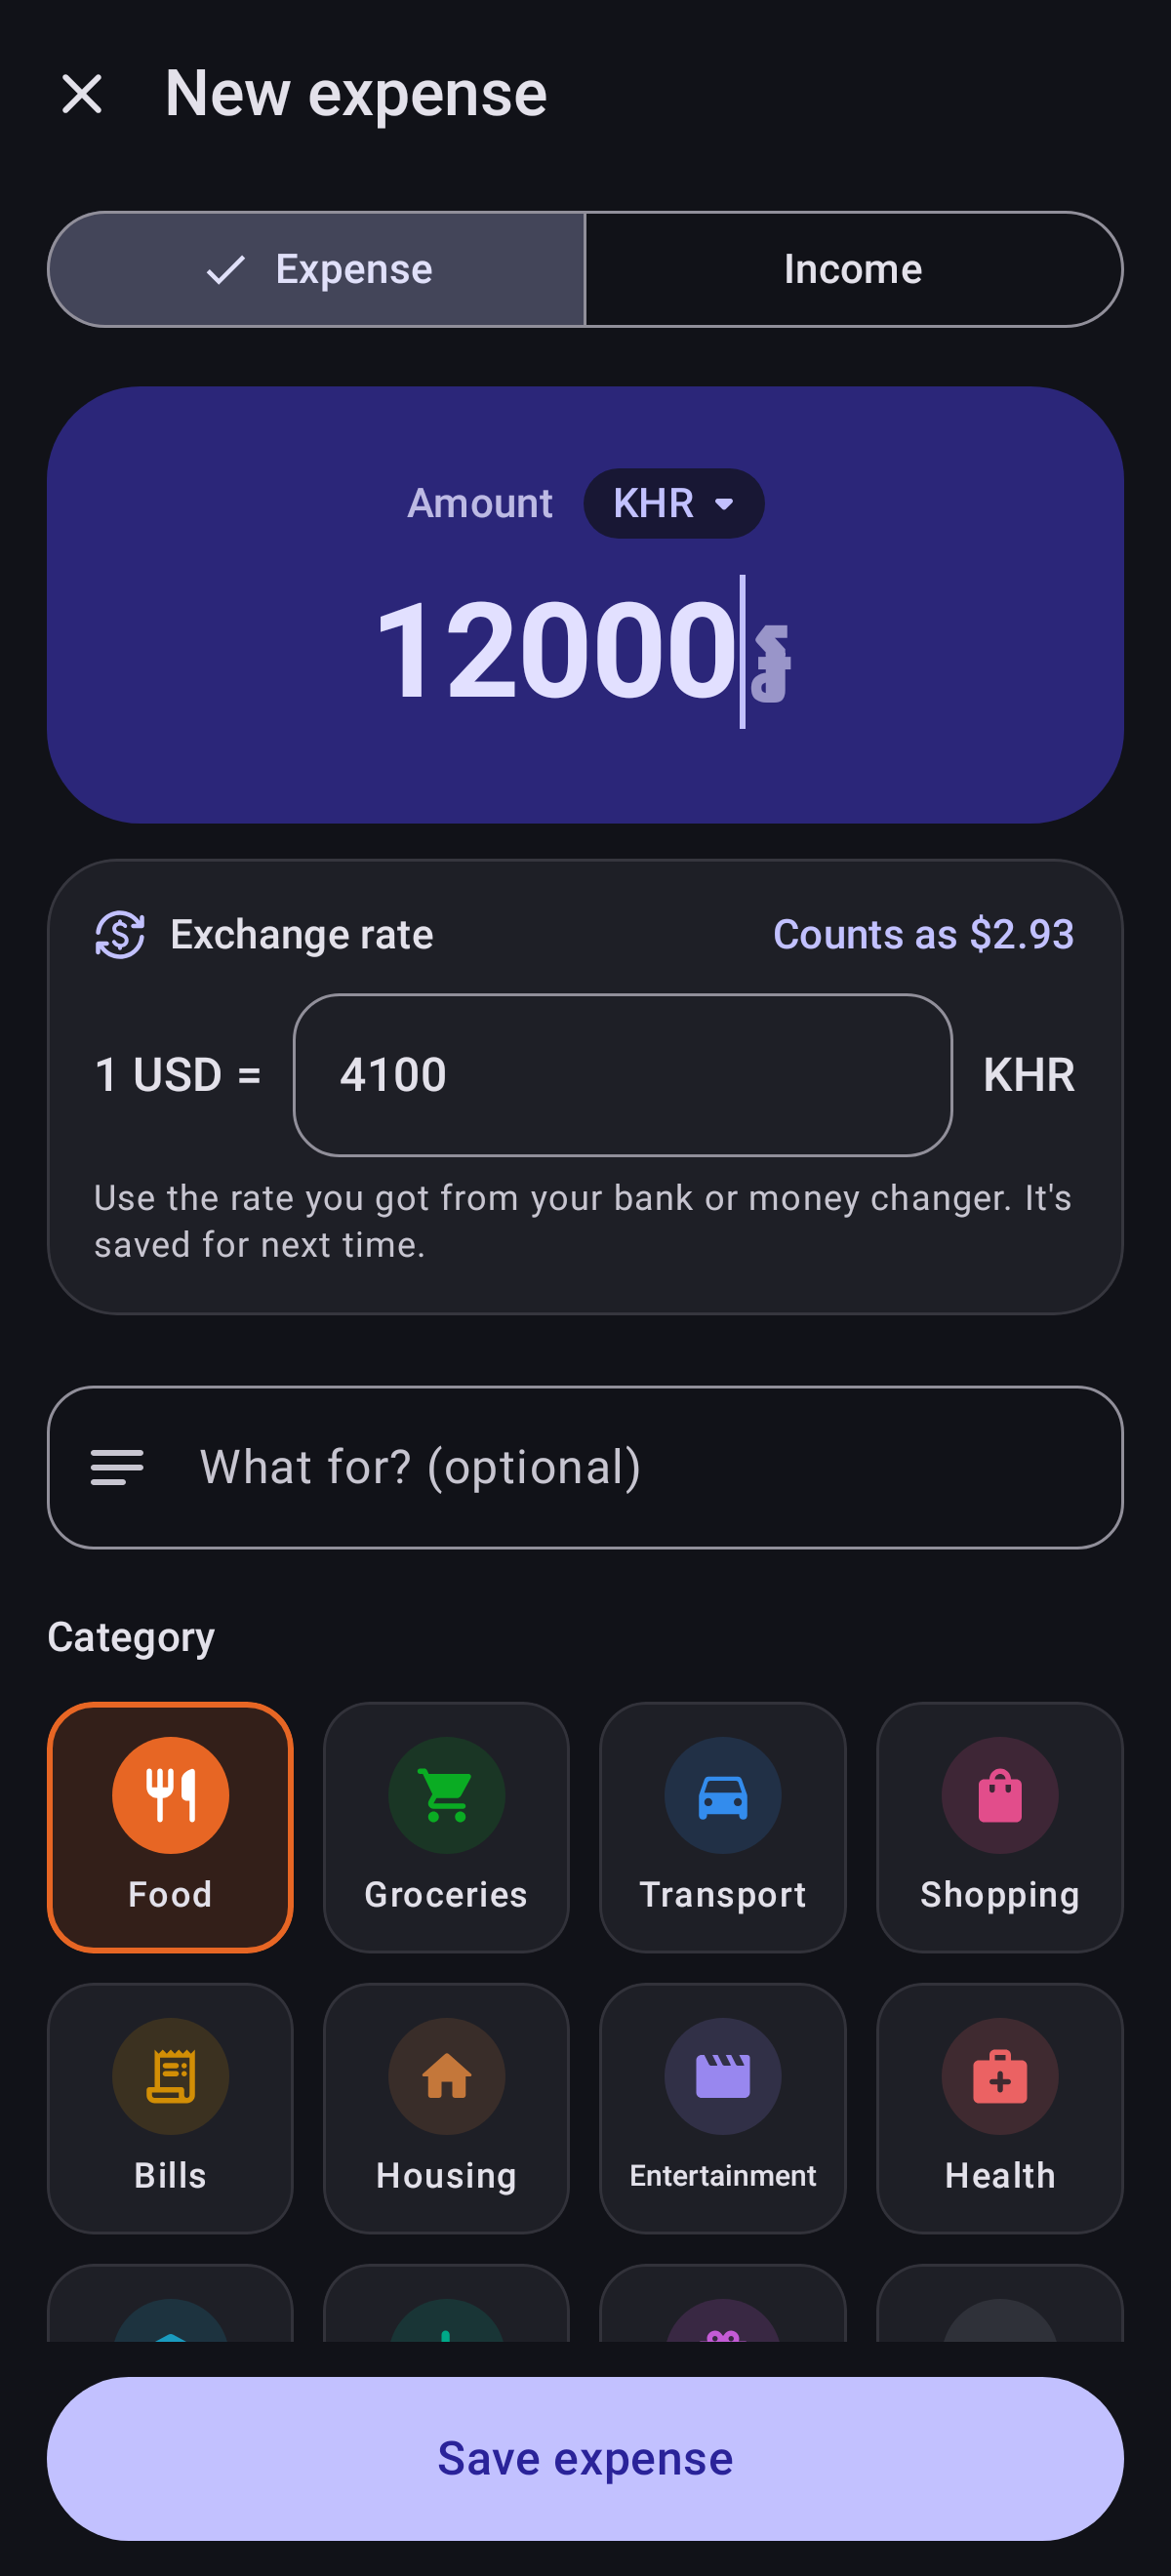 New expense
Expense
Income
Amount KHR
12000៛
Exchange rate
Counts as $2.93
1 USD = 4100 KHR
Use the rate you got from your bank or money changer. It's
saved for next time.
What for? (optional)
Category
Food
Groceries
Transport
Shopping
Bills
Housing
Entertainment
Health
Save expense